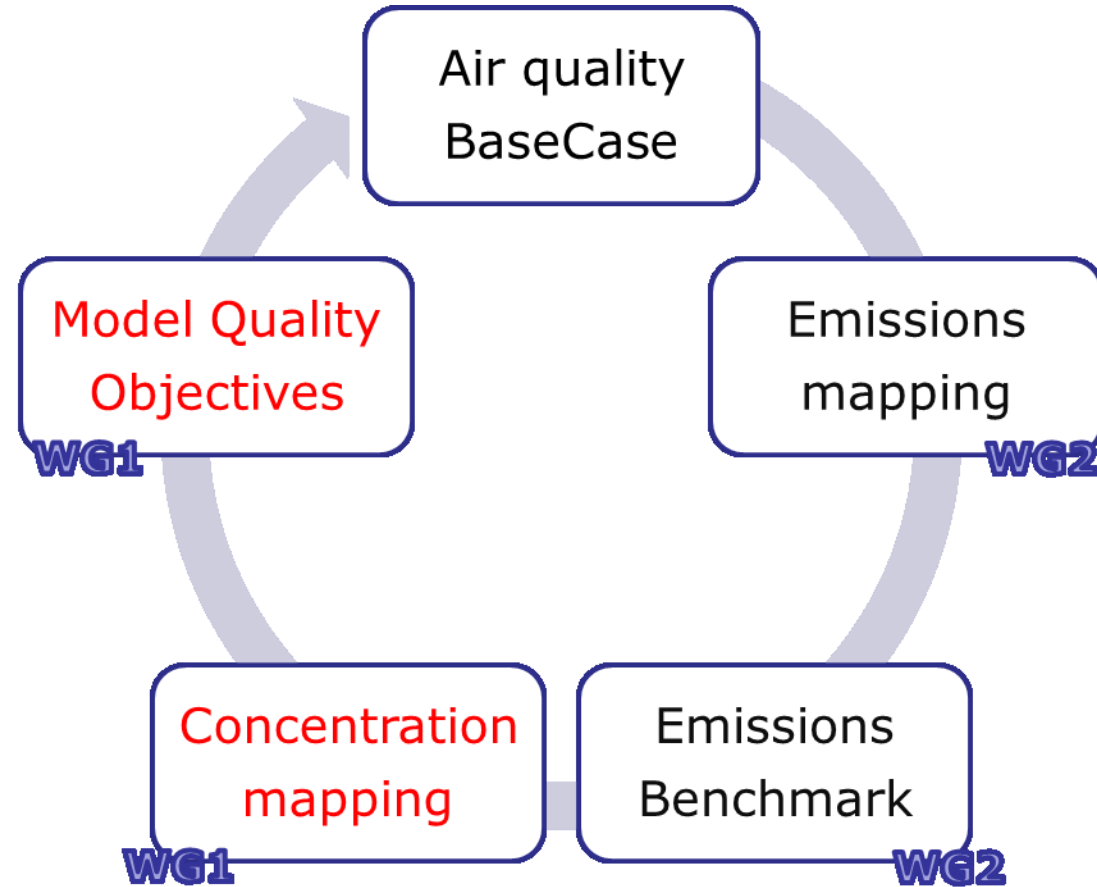 Air quality
BaseCase
Emissions
mapping
WG2
Emissions
Benchmark
WG2
Concentration
mapping
WG1
Model Quality
Objectives
WG1